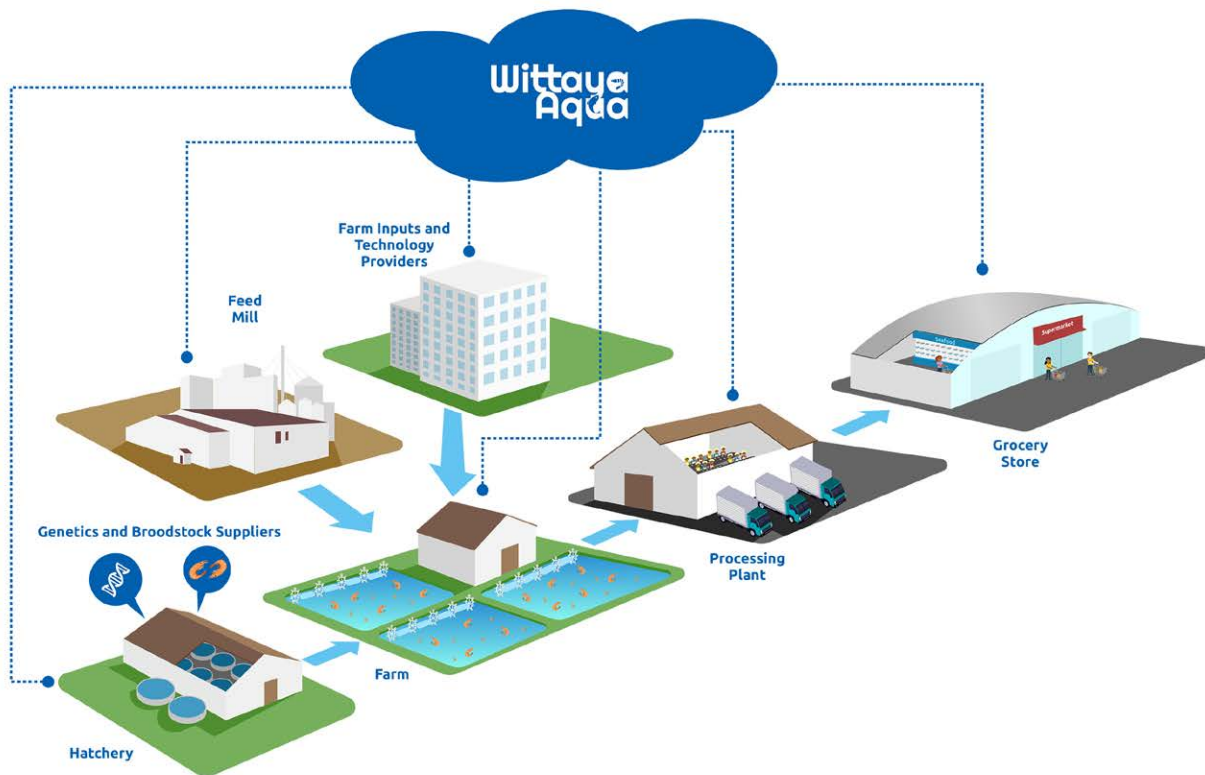 Wittaya
Aqua
Farm Inputs and
Technology
Providers
Feed
Mill
Supermarket
Seafood
Grocery
Store
Genetics and Broodstock Suppliers
Processing
Plant
Farm
Hatchery